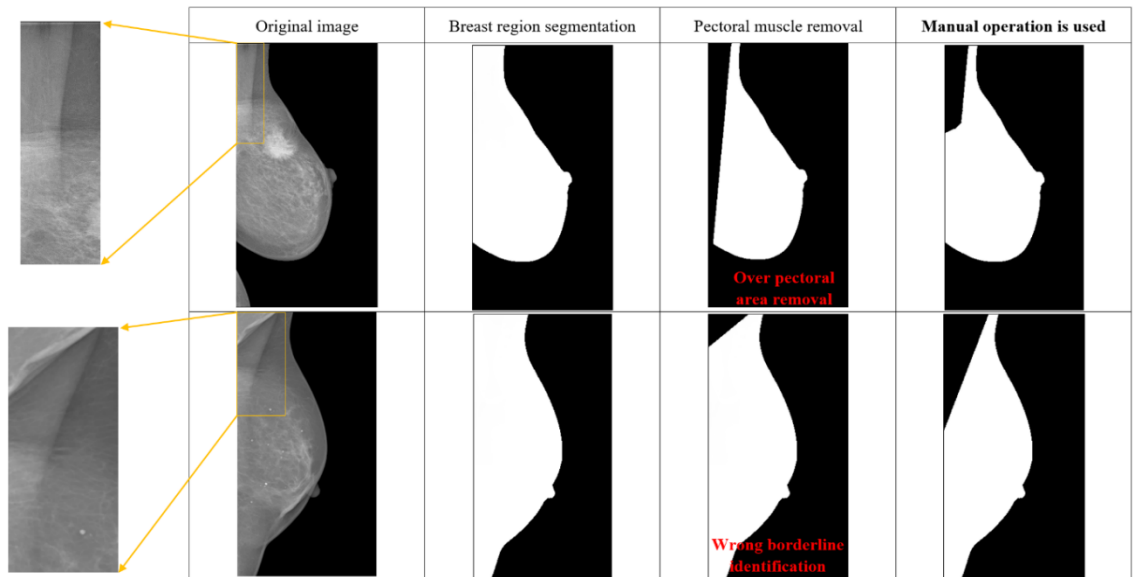 Original image
Breast region segmentation
Pectoral muscle removal
Manual operation is used
Over pectoral
area removal
Wrong borderline
identification